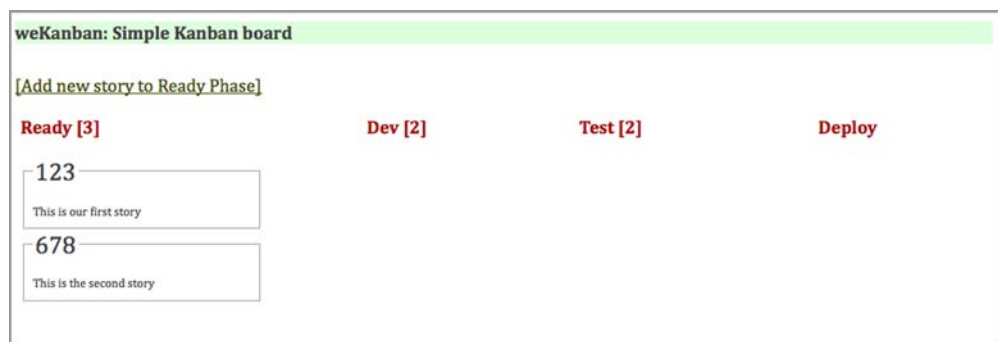 weKanban: Simple Kanban board
[Add new story to Ready Phase]
Ready [3] Dev [2] Test [2] Deploy
123
This is our first story
678
This is the second story